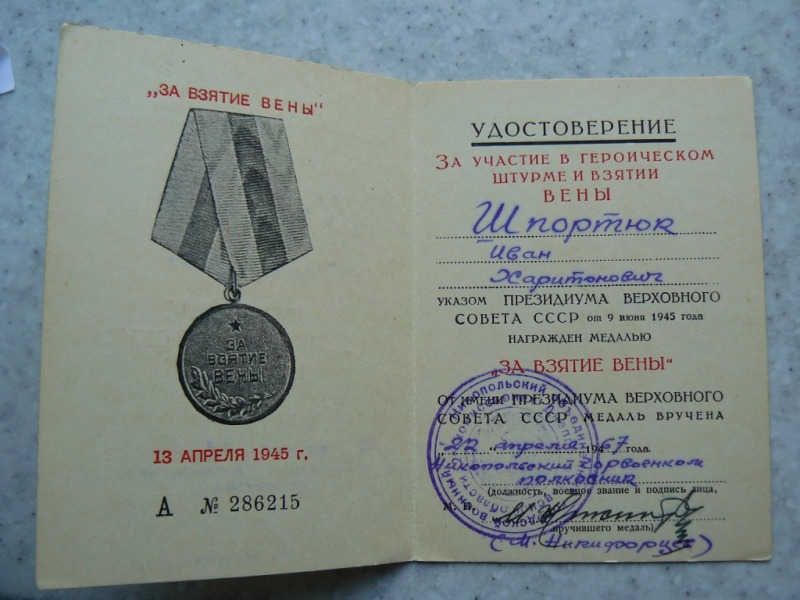 „ЗА ВЗЯТИЕ ВЕНЫ“
ЗА
ВЗЯТИЕ
ВЕНЫ
13 АПРЕЛЯ 1945 г.
А № 286215
УДОСТОВЕРЕНИЕ
ЗА УЧАСТИЕ В ГЕРОИЧЕСКОМ
ШТУРМЕ И ВЗЯТИИ
ВЕНЫ
Шпортюк
Иван
Харитонович
УКАЗОМ ПРЕЗИДИУМА ВЕРХОВНОГО
СОВЕТА СССР от 9 июня 1945 года
НАГРАЖДЕН МЕДАЛЬЮ
„ЗА ВЗЯТИЕ ВЕНЫ“
ОТ ИМЕНИ ПРЕЗИДИУМА ВЕРХОВНОГО
СОВЕТА СССР МЕДАЛЬ ВРУЧЕНА
„22 апреля 1967 года.
Никопольский горвоенком
полковник
(должность, военное звание и подпись лица,
М. П.
вручившего медаль)
(М. Никифорцев)